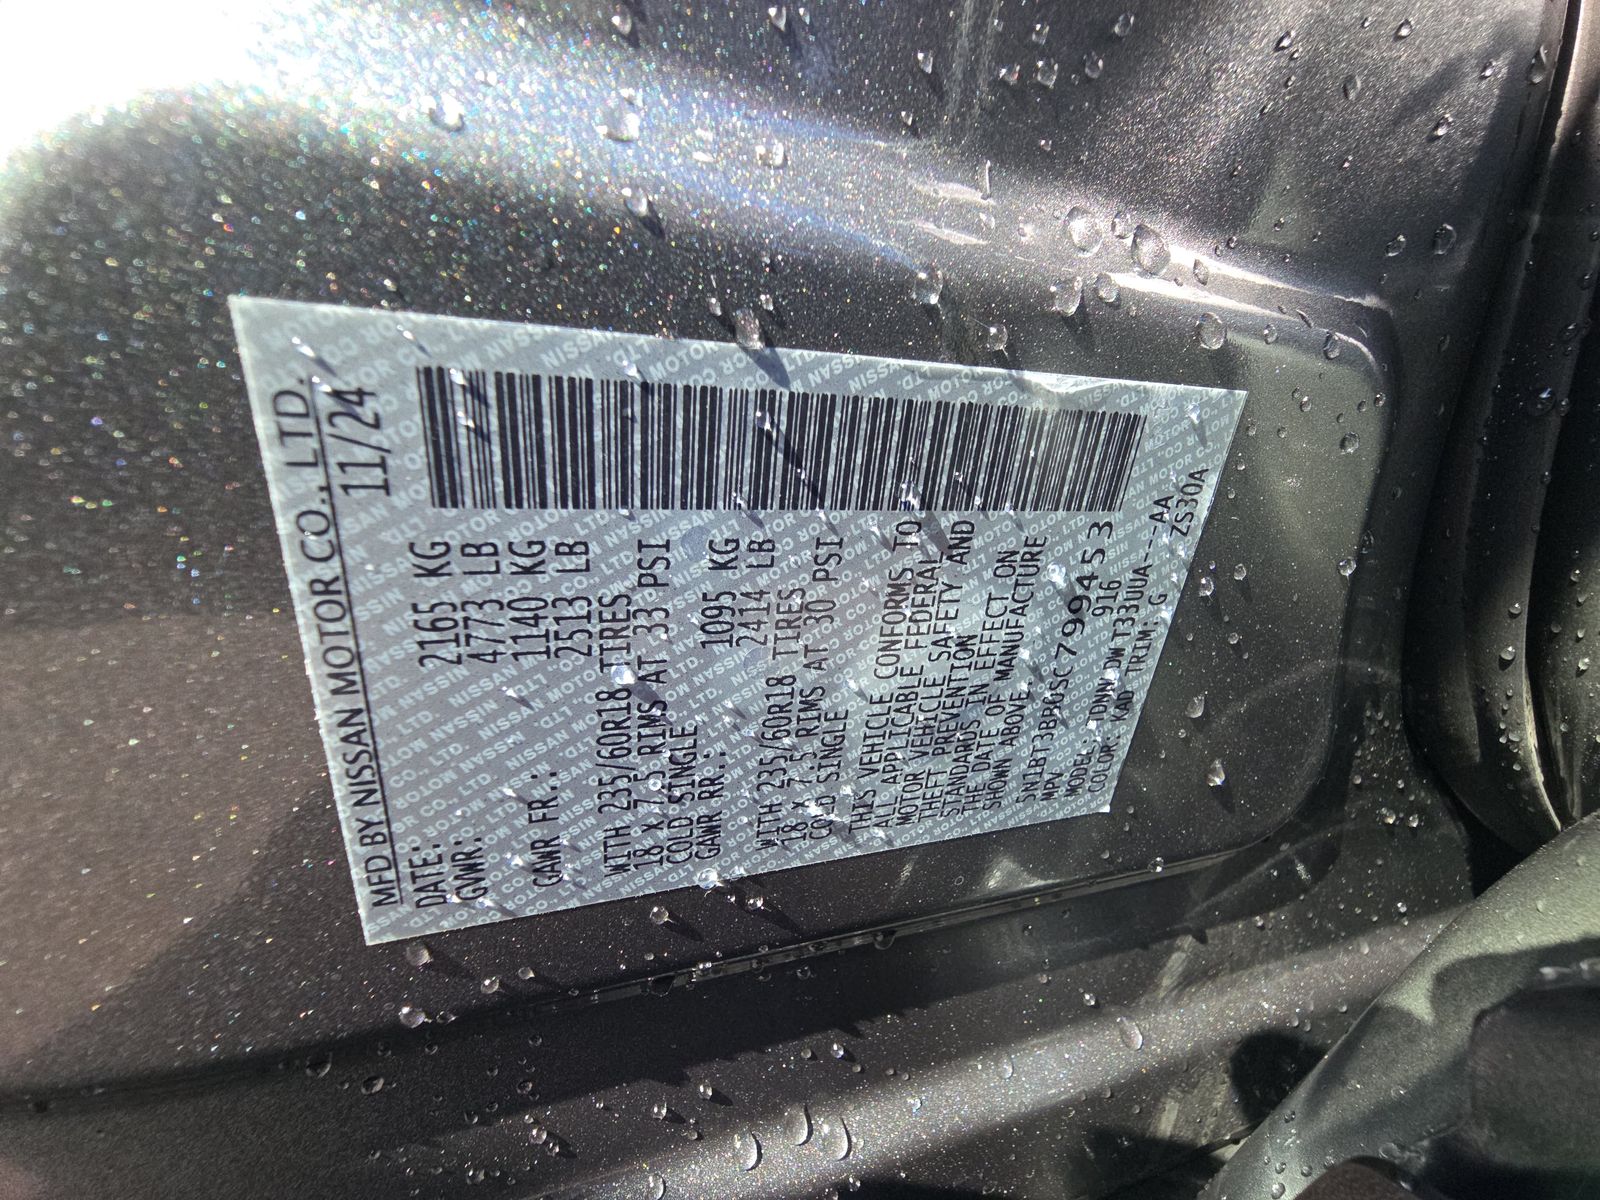 MFD BY NISSAN MOTOR CO., LTD.
DATE: 11/24
GVWR: 2165 KG
4773 LB
GAWR FR: 1140 KG
2513 LB
WITH 235/60R18 TIRES
18 X 7.5 RIMS AT 33 PSI
COLD SINGLE
GAWR RR: 1095 KG
2414 LB
WITH 235/60R18 TIRES
18 X 7.5 RIMS AT 30 PSI
COLD SINGLE
THIS VEHICLE CONFORMS TO
ALL APPLICABLE FEDERAL
MOTOR VEHICLE SAFETY AND
THEFT PREVENTION
STANDARDS IN EFFECT ON
THE DATE OF MANUFACTURE
SHOWN ABOVE.
5N1BT3BB0SC799453
MPV 916
MODEL:
COLOR: KAD TRIM: G ZS30A